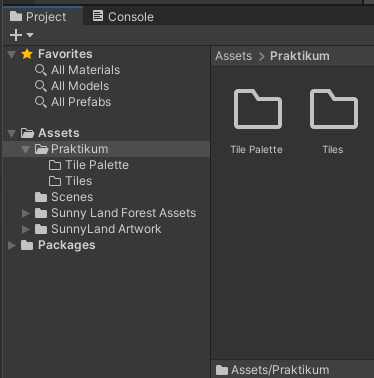 Project
Console
Favorites
All Materials
All Models
All Prefabs
Assets
Praktikum
Tile Palette
Tiles
Scenes
Sunny Land Forest Assets
SunnyLand Artwork
Packages
Assets > Praktikum
Tile Palette
Tiles
Assets/Praktikum